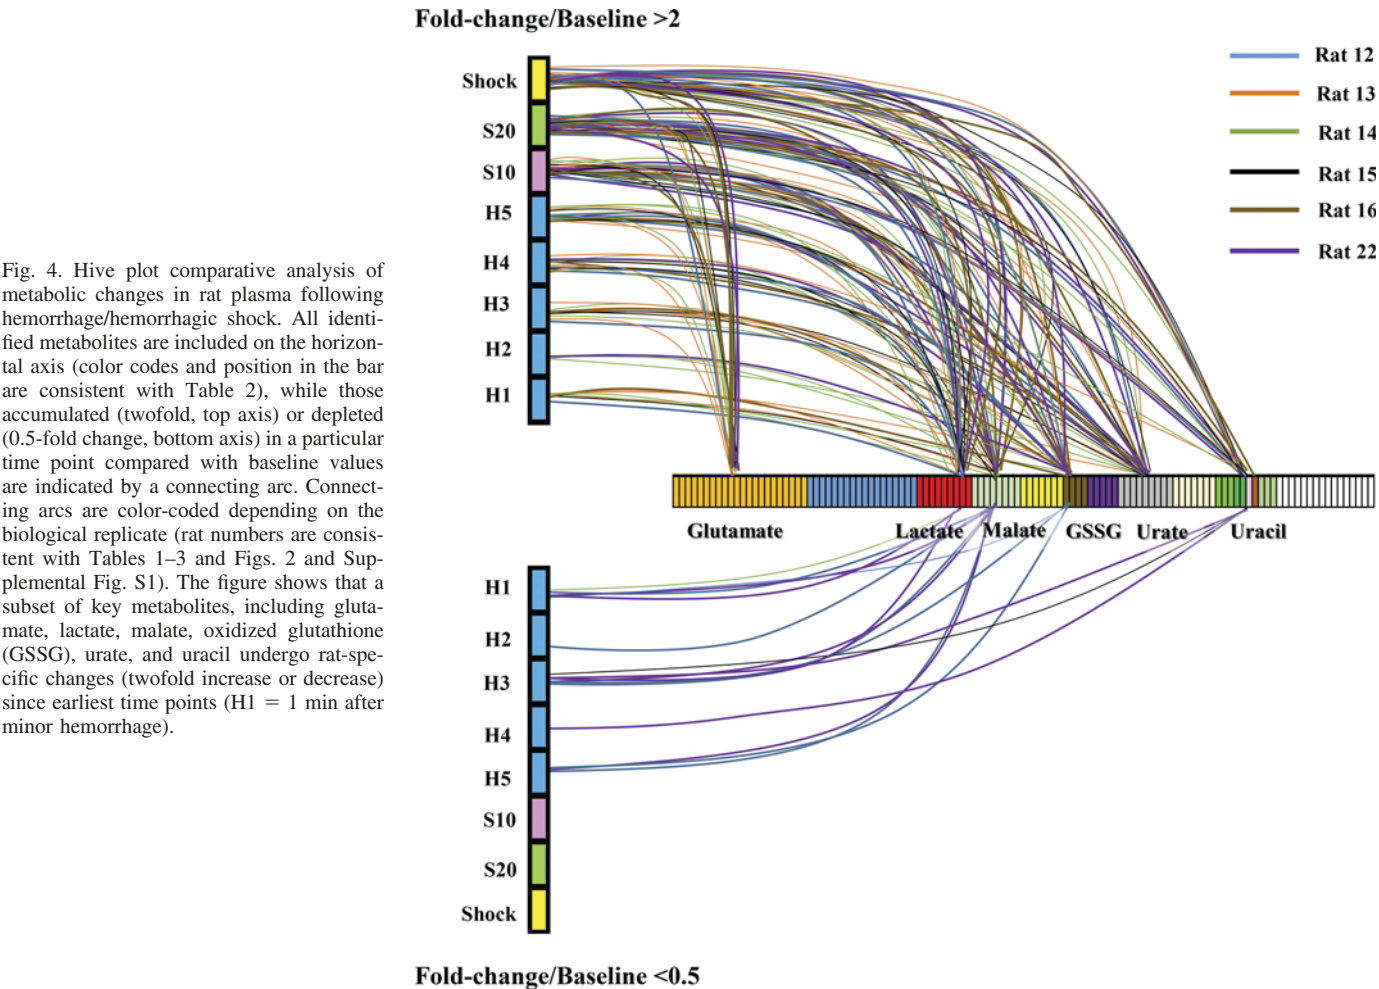 Fold-change/Baseline >2
Shock
S20
S10
H5
H4
H3
H2
H1
Rat 12
Rat 13
Rat 14
Rat 15
Rat 16
Rat 22
Fig. 4. Hive plot comparative analysis of
metabolic changes in rat plasma following
hemorrhage/hemorrhagic shock. All identi-
fied metabolites are included on the horizon-
tal axis (color codes and position in the bar
are consistent with Table 2), while those
accumulated (twofold, top axis) or depleted
(0.5-fold change, bottom axis) in a particular
time point compared with baseline values
are indicated by a connecting arc. Connect-
ing arcs are color-coded depending on the
biological replicate (rat numbers are consis-
tent with Tables 1–3 and Figs. 2 and Sup-
plemental Fig. S1). The figure shows that a
subset of key metabolites, including gluta-
mate, lactate, malate, oxidized glutathione
(GSSG), urate, and uracil undergo rat-spe-
cific changes (twofold increase or decrease)
since earliest time points (H1 = 1 min after
minor hemorrhage).
Glutamate Lactate Malate GSSG Urate Uracil
H1
H2
H3
H4
H5
S10
S20
Shock
Fold-change/Baseline <0.5